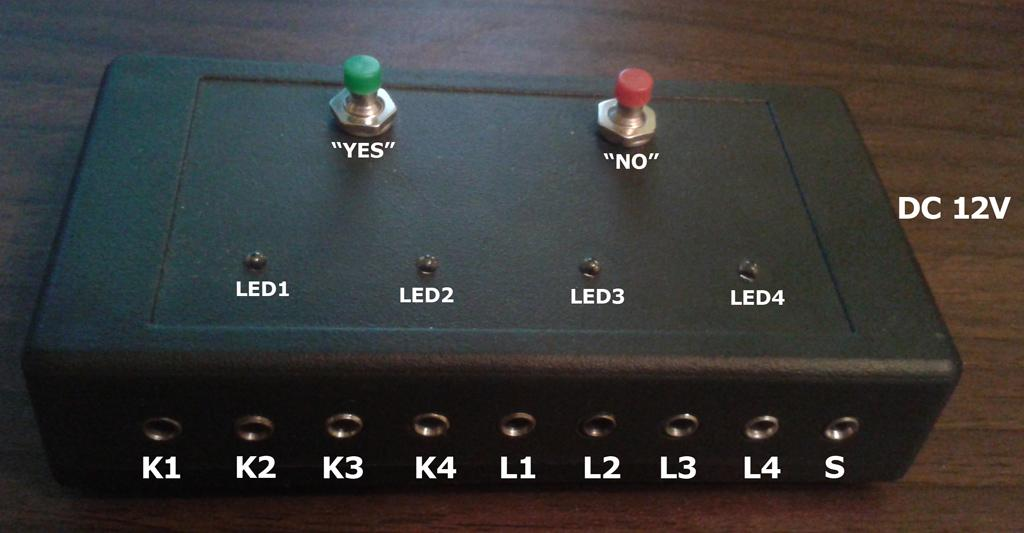 “YES”
“NO”
DC 12V
LED1
LED2
LED3
LED4
K1
K2
K3
K4
L1
L2
L3
L4
S